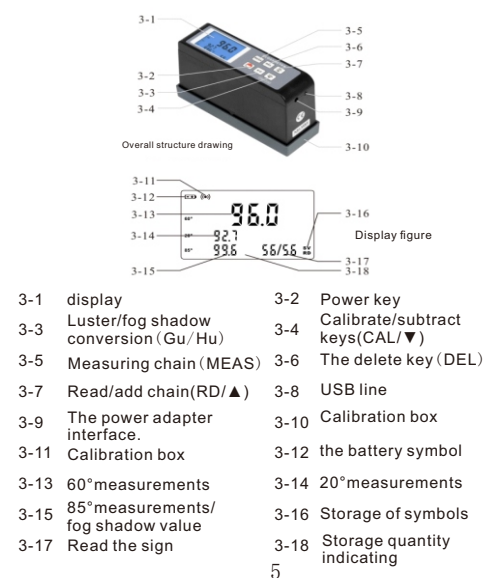 3-1
3-5
3-6
3-7
3-2
3-3
3-4
3-8
3-9
3-10
96.0
Overall structure drawing
3-11
3-12
3-13
3-14
3-15
60°
96.0
20°
92.7
85°
99.6
56/56
SV
RD
3-16
Display figure
3-17
3-18
3-1 display
3-2 Power key
3-3 Luster/fog shadow
conversion(Gu/Hu)
3-4 Calibrate/subtract
keys(CAL/▼)
3-5 Measuring chain(MEAS)
3-6 The delete key(DEL)
3-7 Read/add chain(RD/▲)
3-8 USB line
3-9 The power adapter
interface.
3-10 Calibration box
3-11 Calibration box
3-12 the battery symbol
3-13 60°measurements
3-14 20°measurements
3-15 85°measurements/
fog shadow value
3-16 Storage of symbols
3-17 Read the sign
3-18 Storage quantity
indicating
5